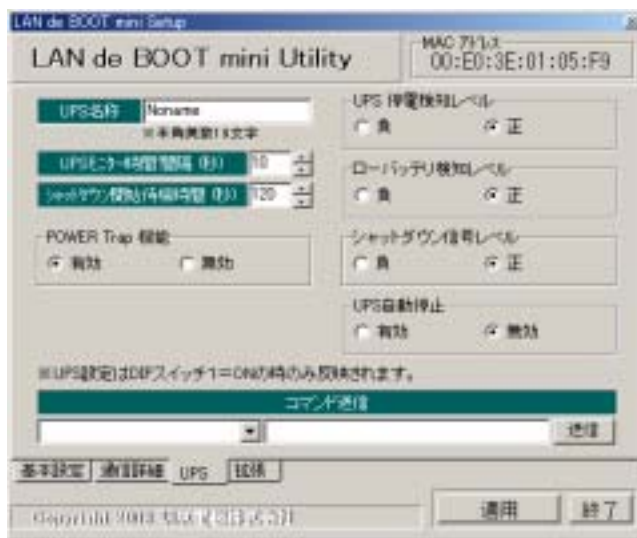 LAN de BOOT mini Setup
LAN de BOOT mini Utility
MAC アドレス
00:E0:3E:01:05:F9
UPS名称 Noname
※半角英数16文字
UPSモニター時間間隔 (秒) 10
シャットダウン開始待機時間 (秒) 120
POWER Trap 機能
有効 無効
UPS 停電検知レベル
負 正
ローバッテリ検知レベル
負 正
シャットダウン信号レベル
負 正
UPS自動停止
有効 無効
※UPS設定はDIPスイッチ1=ONの時のみ反映されます。
コマンド送信
送信
基本設定 通信詳細 UPS 拡張
Copyright
適用 終了